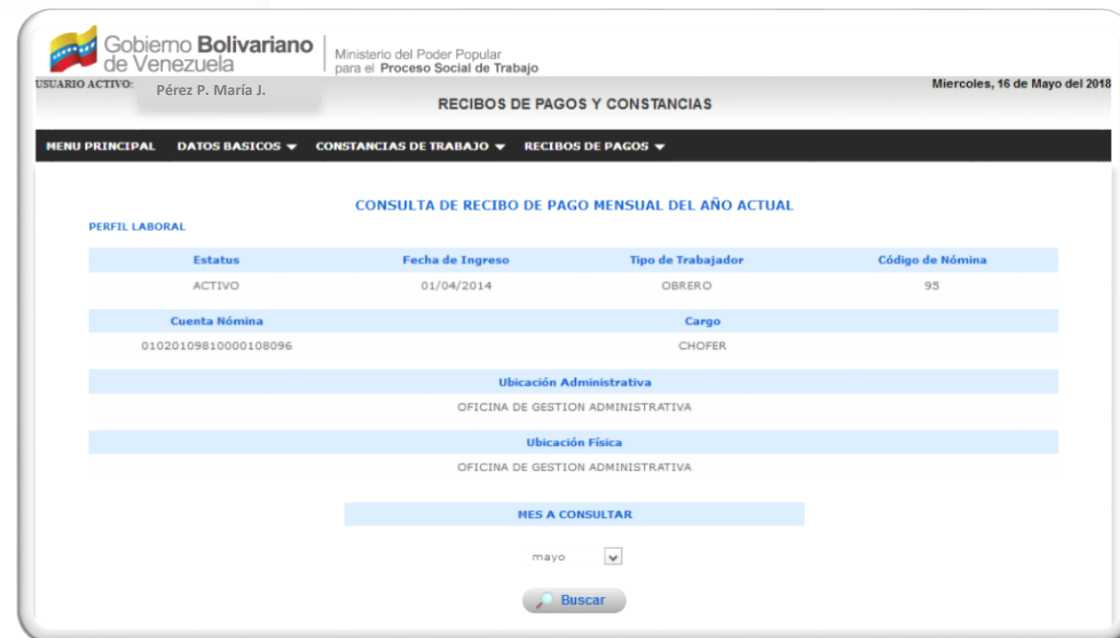 Gobierno Bolivariano
de Venezuela
Ministerio del Poder Popular
para el Proceso Social de Trabajo
USUARIO ACTIVO: Pérez P. María J.
Miercoles, 16 de Mayo del 2018
RECIBOS DE PAGOS Y CONSTANCIAS
MENU PRINCIPAL DATOS BASICOS CONSTANCIAS DE TRABAJO RECIBOS DE PAGOS
CONSULTA DE RECIBO DE PAGO MENSUAL DEL AÑO ACTUAL
PERFIL LABORAL
Estatus Fecha de Ingreso Tipo de Trabajador Código de Nómina
ACTIVO 01/04/2014 OBRERO 95
Cuenta Nómina Cargo
01020109810000108096 CHOFER
Ubicación Administrativa
OFICINA DE GESTION ADMINISTRATIVA
Ubicación Física
OFICINA DE GESTION ADMINISTRATIVA
MES A CONSULTAR
mayo
Buscar